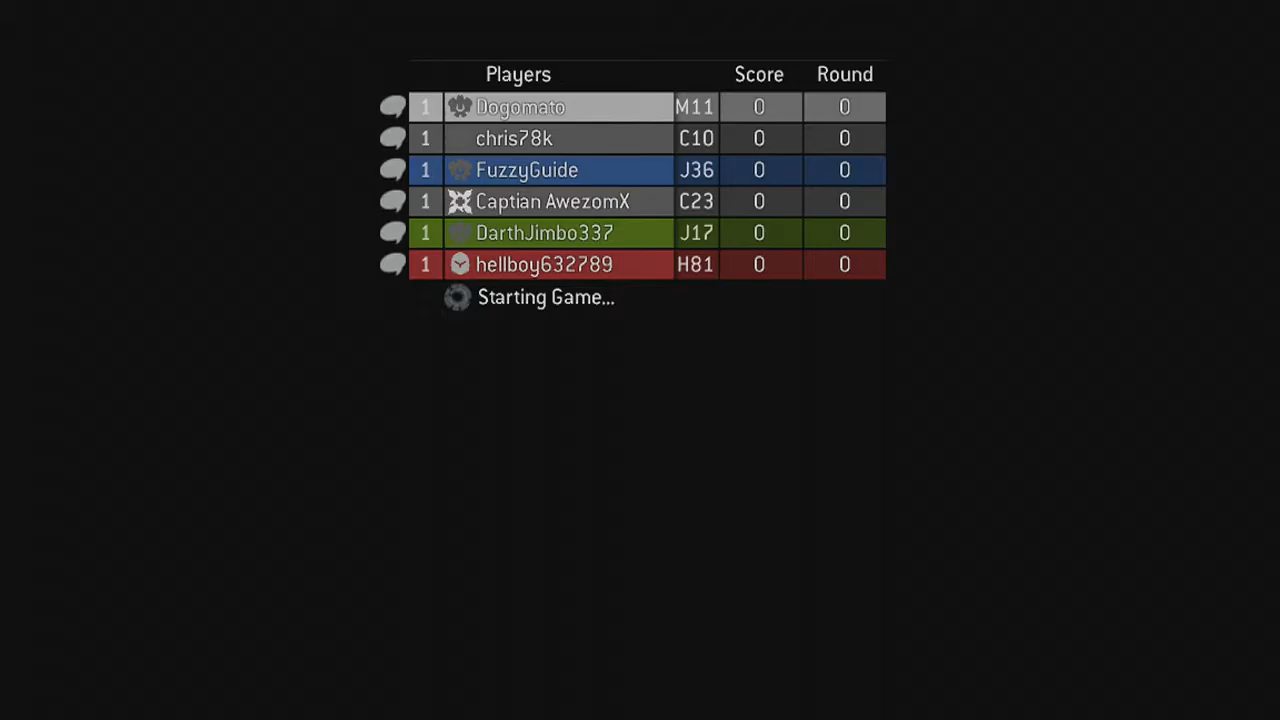 Players Score Round
1 Dogomato M11 0 0
1 chris78k C10 0 0
1 FuzzyGuide J36 0 0
1 Captian AwezomX C23 0 0
1 DarthJimbo337 J17 0 0
1 hellboy632789 H81 0 0
Starting Game...